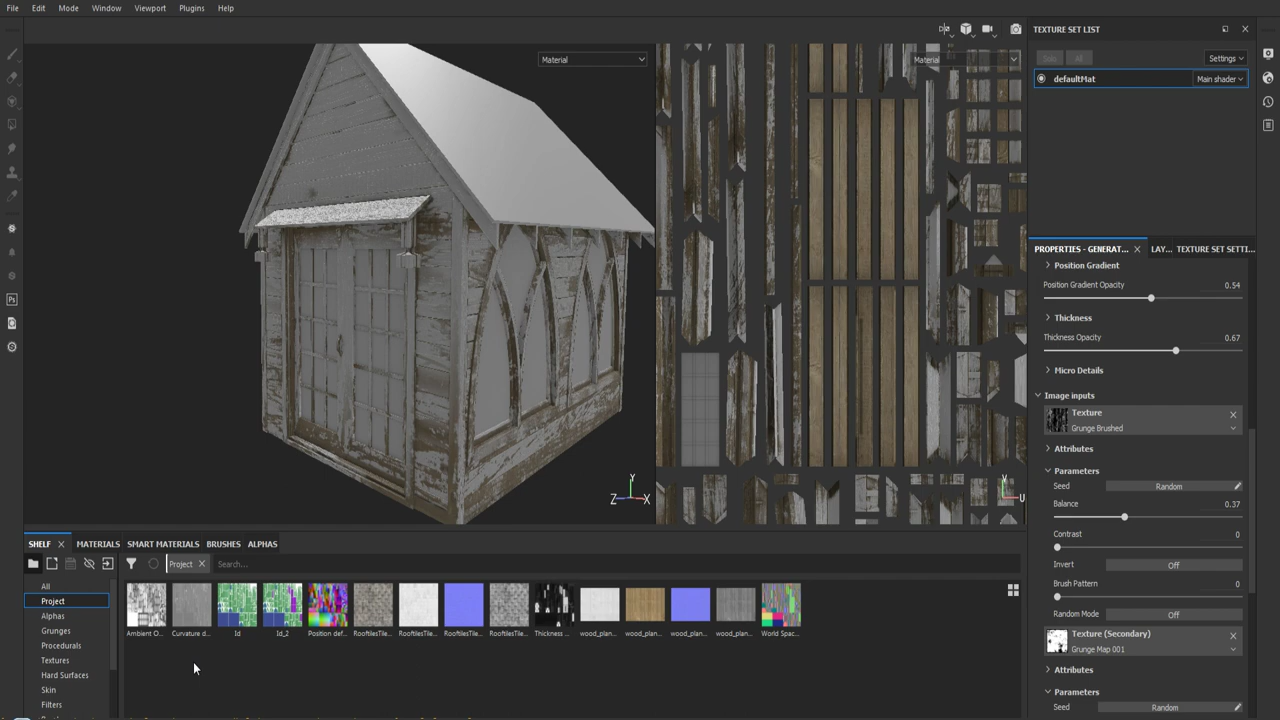 File Edit Mode Window Viewport Plugins Help
TEXTURE SET LIST
Material
Material
Solo All Settings
defaultMat Main shader
PROPERTIES - GENERAT... LAY... TEXTURE SET SETTI...
Position Gradient
Position Gradient Opacity 0.54
Thickness
Thickness Opacity 0.67
Micro Details
Image inputs
Texture
Grunge Brushed
Attributes
Parameters
Seed Random
Balance 0.37
Contrast 0
Invert Off
Brush Pattern 0
Random Mode Off
Texture (Secondary)
Grunge Map 001
Attributes
Parameters
Seed Random
Y
Z X
U
Ps
SHELF MATERIALS SMART MATERIALS BRUSHES ALPHAS
Project Search...
All
Project
Alphas
Grunges
Procedurals
Textures
Hard Surfaces
Skin
Filters
Ambient O... Curvature d... Id Id_2 Position def... RooftilesTile... RooftilesTile... RooftilesTile... RooftilesTile... Thickness ... wood_plan... wood_plan... wood_plan... wood_plan... World Spac...